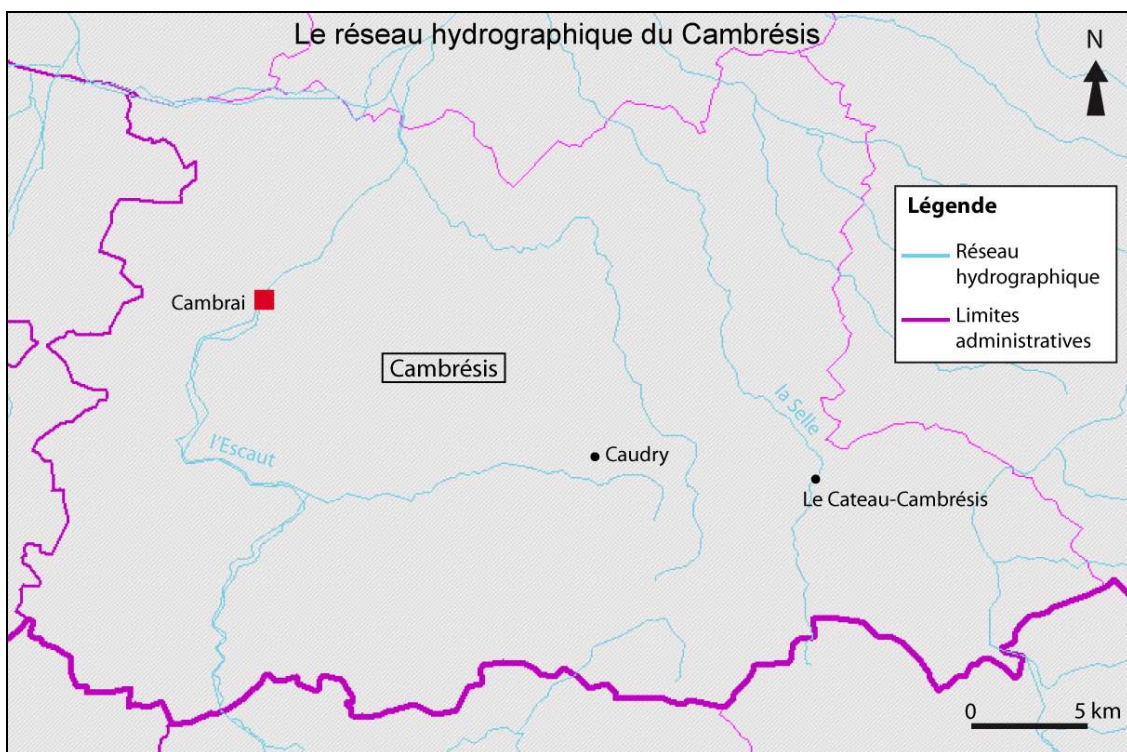 Le réseau hydrographique du Cambrésis
N
Légende
Réseau
hydrographique
Limites
administratives
Cambrai
Cambrésis
la Selle
l'Escaut
Caudry
Le Cateau-Cambrésis
0 5 km